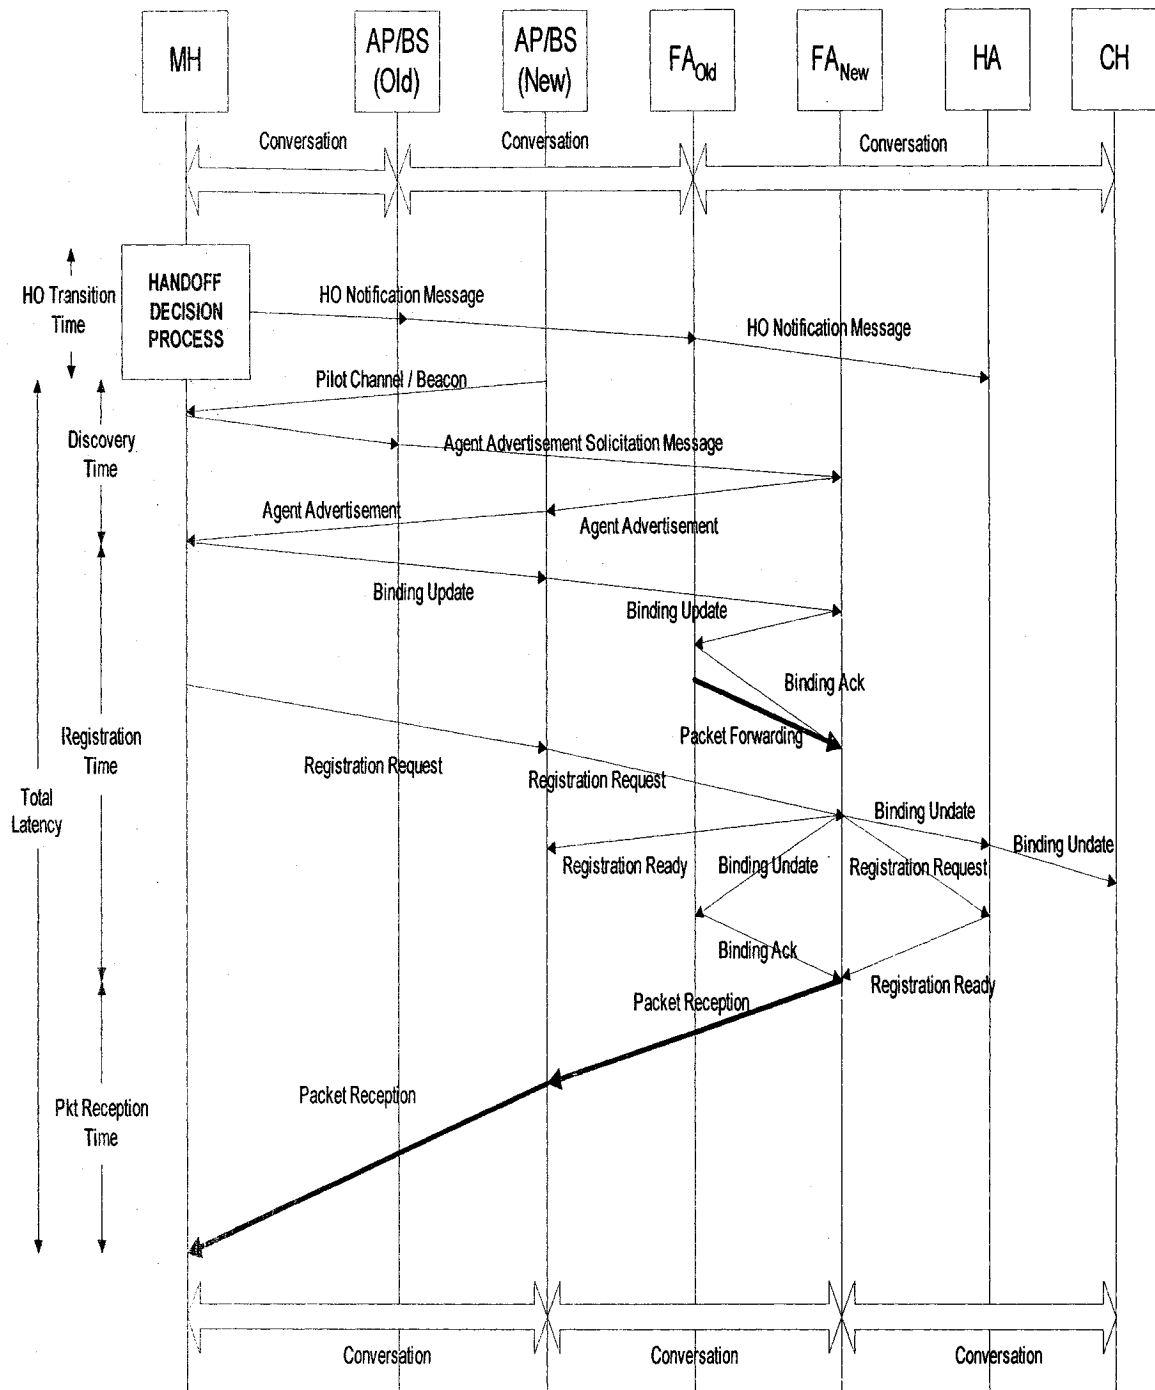 MH
AP/BS
(Old)
AP/BS
(New)
FAOld
FANew
HA
CH
Conversation
Conversation
Conversation
HO Transition
Time
HANDOFF
DECISION
PROCESS
HO Notification Message
HO Notification Message
Pilot Channel / Beacon
Discovery
Time
Agent Advertisement Solicitation Message
Agent Advertisement
Agent Advertisement
Binding Update
Binding Update
Binding Ack
Packet Forwarding
Registration
Time
Registration Request
Registration Request
Total
Latency
Binding Undate
Binding Undate
Registration Ready
Binding Undate
Registration Request
Binding Ack
Registration Ready
Packet Reception
Packet Reception
Pkt Reception
Time
Conversation
Conversation
Conversation